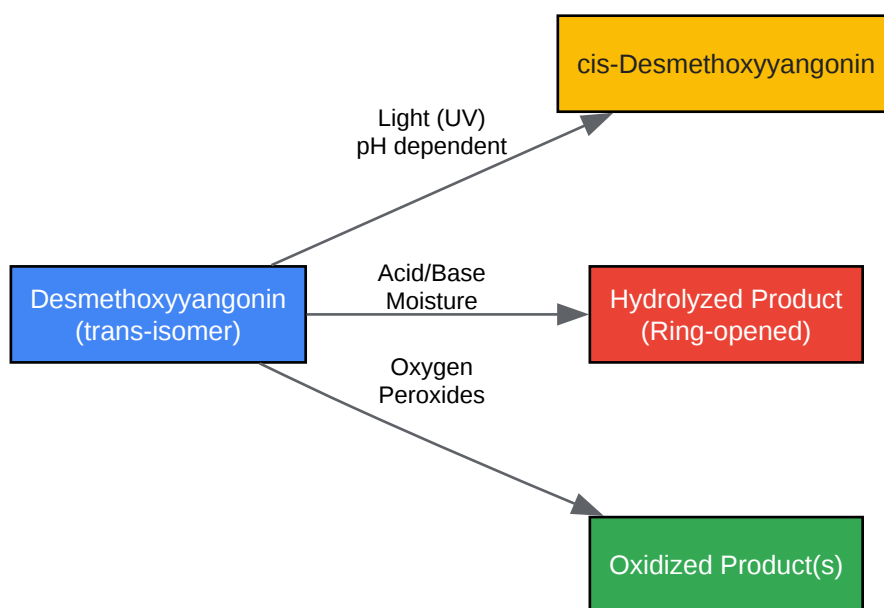 cis-Desmethoxyyangonin
Light (UV)
pH dependent
Desmethoxyyangonin
(trans-isomer)
Acid/Base
Moisture
Hydrolyzed Product
(Ring-opened)
Oxygen
Peroxides
Oxidized Product(s)